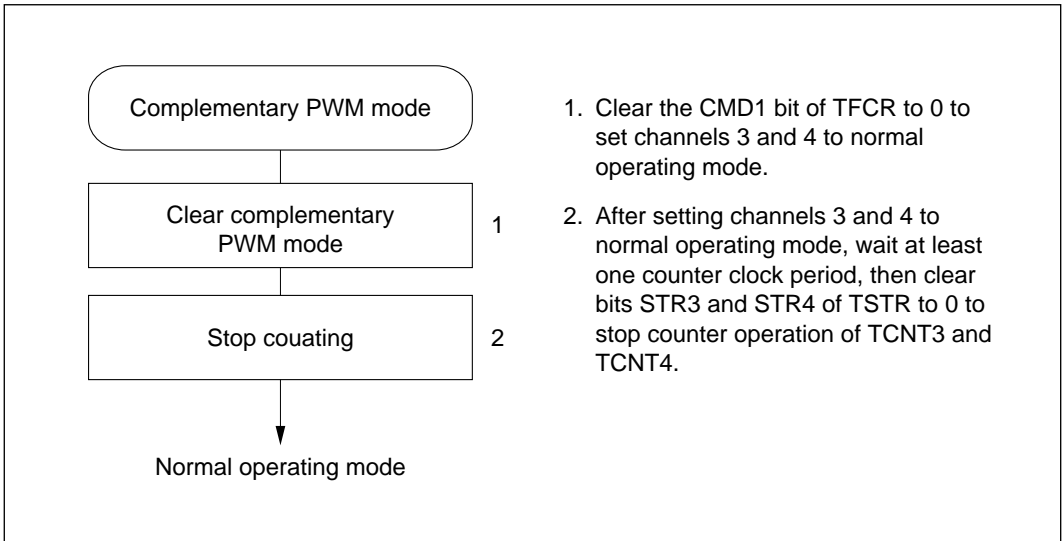 Complementary PWM mode
Clear complementary
PWM mode
1
Stop couating
2
Normal operating mode
1. Clear the CMD1 bit of TFCR to 0 to
set channels 3 and 4 to normal
operating mode.
2. After setting channels 3 and 4 to
normal operating mode, wait at least
one counter clock period, then clear
bits STR3 and STR4 of TSTR to 0 to
stop counter operation of TCNT3 and
TCNT4.